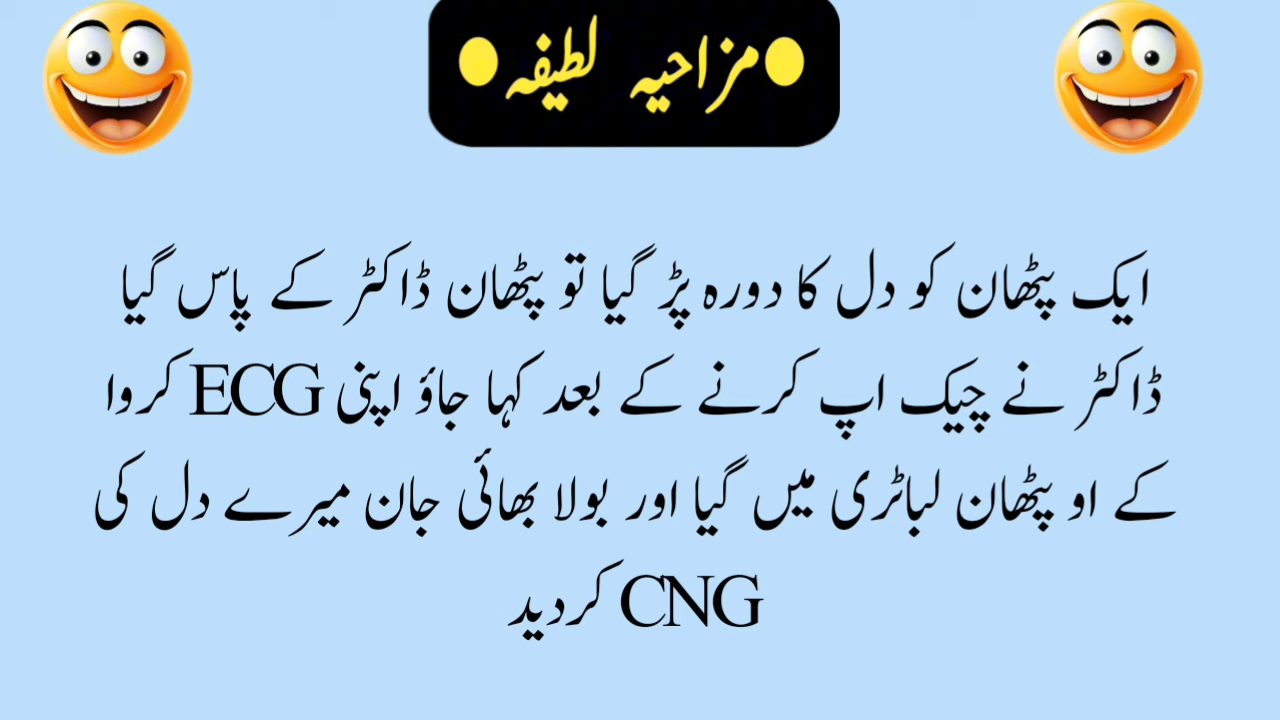 ●مزاحیہ لطیفہ●
ایک پٹھان کو دل کا دورہ پڑ گیا تو پٹھان ڈاکٹر کے پاس گیا
ڈاکٹر نے چیک اپ کرنے کے بعد کہا جاؤ اپنی ECG کروا
کے او پٹھان لباٹری میں گیا اور بولا بھائی جان میرے دل کی
CNG کردید